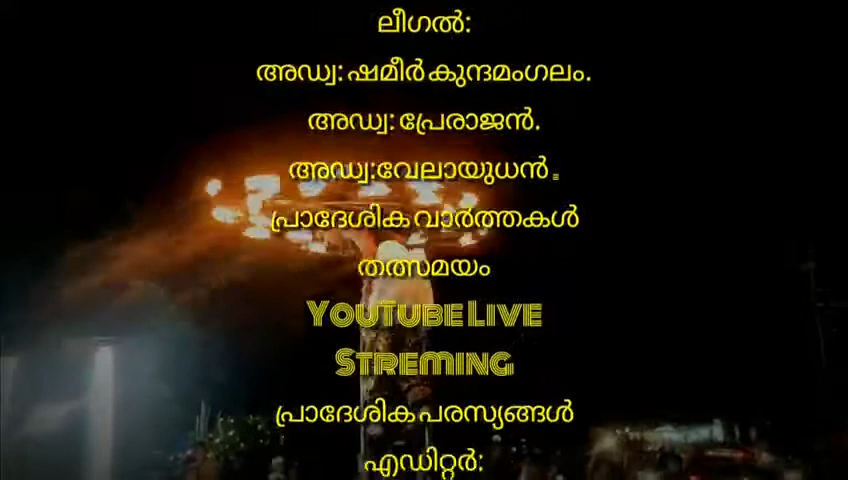 ലീഗൽ:
അഡ്വ: ഷമീർ കുന്ദമംഗലം.
അഡ്വ: പ്രേരാജൻ.
അഡ്വ:വേലായുധൻ.
പ്രാദേശിക വാർത്തകൾ
തത്സമയം
YouTube Live
Streming
പ്രാദേശിക പരസ്യങ്ങൾ
എഡിറ്റർ: